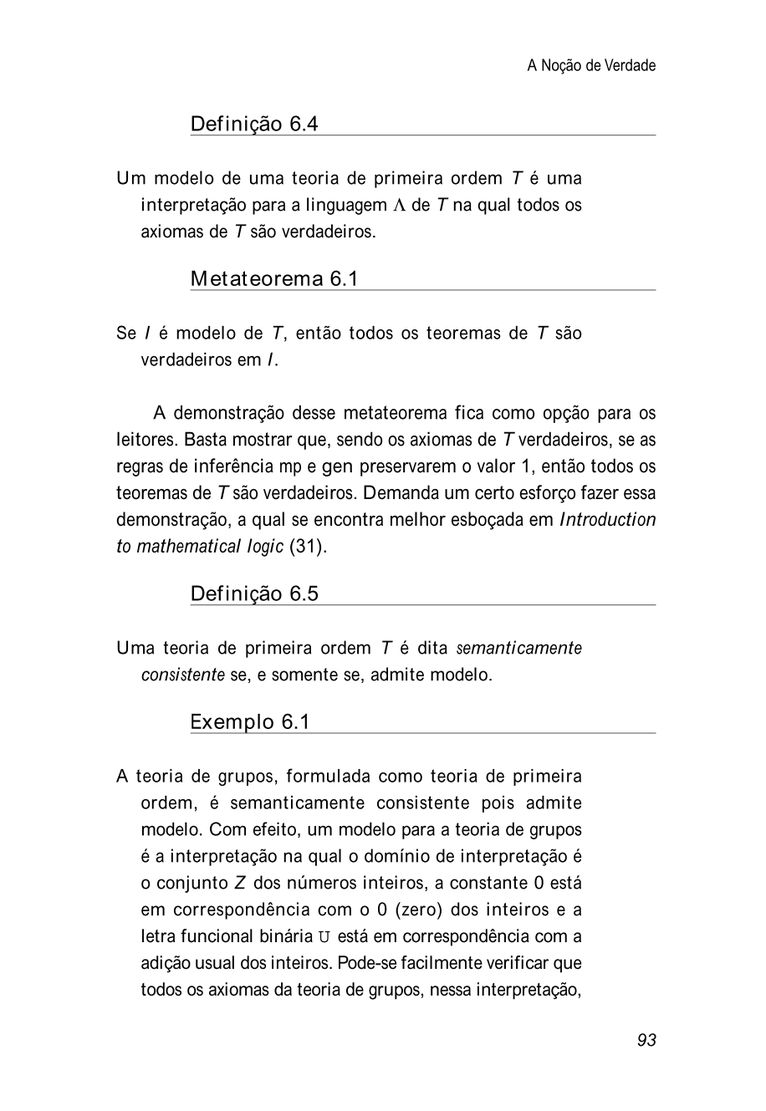 A Noção de Verdade
Definição 6.4
Um modelo de uma teoria de primeira ordem T é uma
interpretação para a linguagem Λ de T na qual todos os
axiomas de T são verdadeiros.
Metateorema 6.1
Se I é modelo de T, então todos os teoremas de T são
verdadeiros em I.
A demonstração desse metateorema fica como opção para os
leitores. Basta mostrar que, sendo os axiomas de T verdadeiros, se as
regras de inferência mp e gen preservarem o valor 1, então todos os
teoremas de T são verdadeiros. Demanda um certo esforço fazer essa
demonstração, a qual se encontra melhor esboçada em Introduction
to mathematical logic (31).
Definição 6.5
Uma teoria de primeira ordem T é dita semanticamente
consistente se, e somente se, admite modelo.
Exemplo 6.1
A teoria de grupos, formulada como teoria de primeira
ordem, é semanticamente consistente pois admite
modelo. Com efeito, um modelo para a teoria de grupos
é a interpretação na qual o domínio de interpretação é
o conjunto Z dos números inteiros, a constante 0 está
em correspondência com o 0 (zero) dos inteiros e a
letra funcional binária U está em correspondência com a
adição usual dos inteiros. Pode-se facilmente verificar que
todos os axiomas da teoria de grupos, nessa interpretação,
93